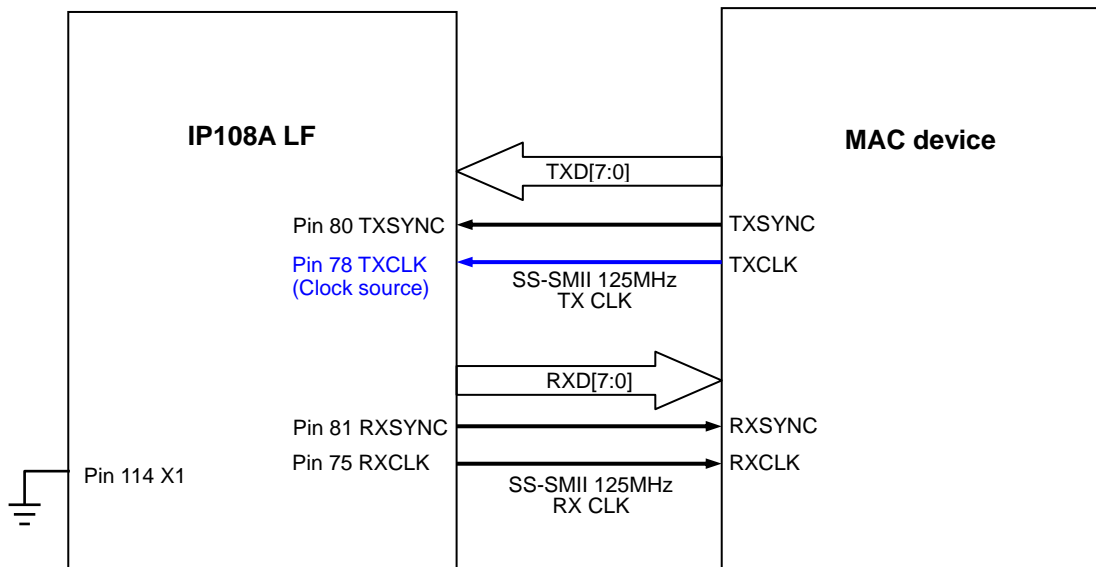 IP108A LF
MAC device
TXD[7:0]
Pin 80 TXSYNC
TXSYNC
Pin 78 TXCLK
(Clock source)
SS-SMII 125MHz
TX CLK
TXCLK
RXD[7:0]
Pin 81 RXSYNC
RXSYNC
Pin 75 RXCLK
RXCLK
Pin 114 X1
SS-SMII 125MHz
RX CLK